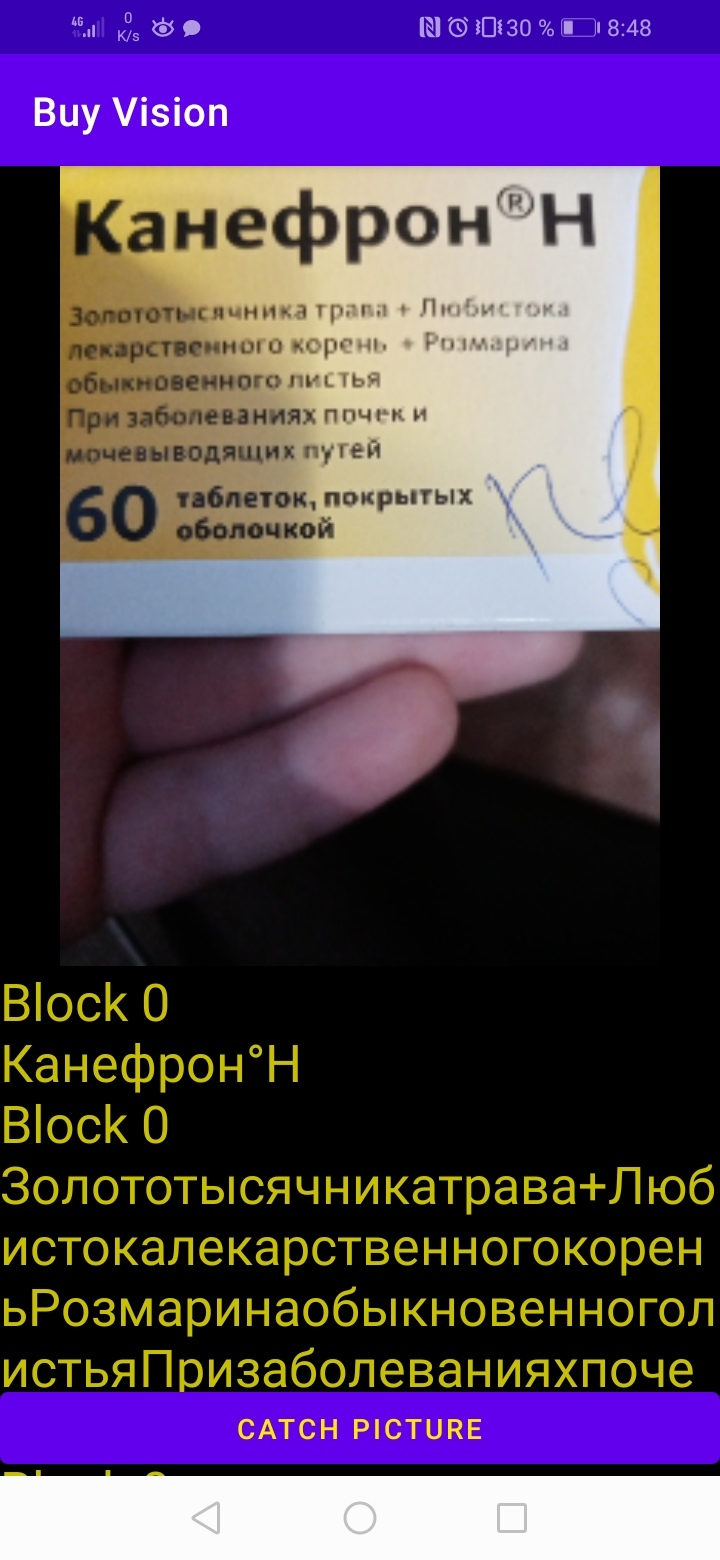 4G
0
K/s
30 %
8:48
Buy Vision
Канефрон®Н
Золототысячника трава + Любистока
лекарственного корень + Розмарина
обыкновенного листья
При заболеваниях почек и
мочевыводящих путей
60 таблеток, покрытых
оболочкой
Block 0
Канефрон°Н
Block 0
Золототысячникатрава+Люб
истокалекарственногокорен
ьРозмаринаобыкновенногол
истьяПризаболеванияхпоче
CATCH PICTURE